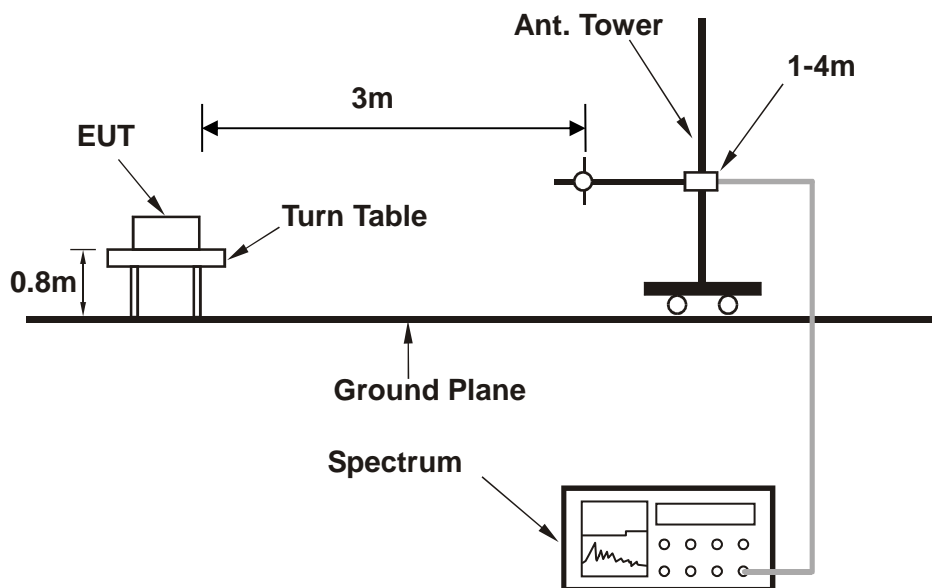 Ant. Tower
1-4m
3m
EUT
Turn Table
0.8m
Ground Plane
Spectrum